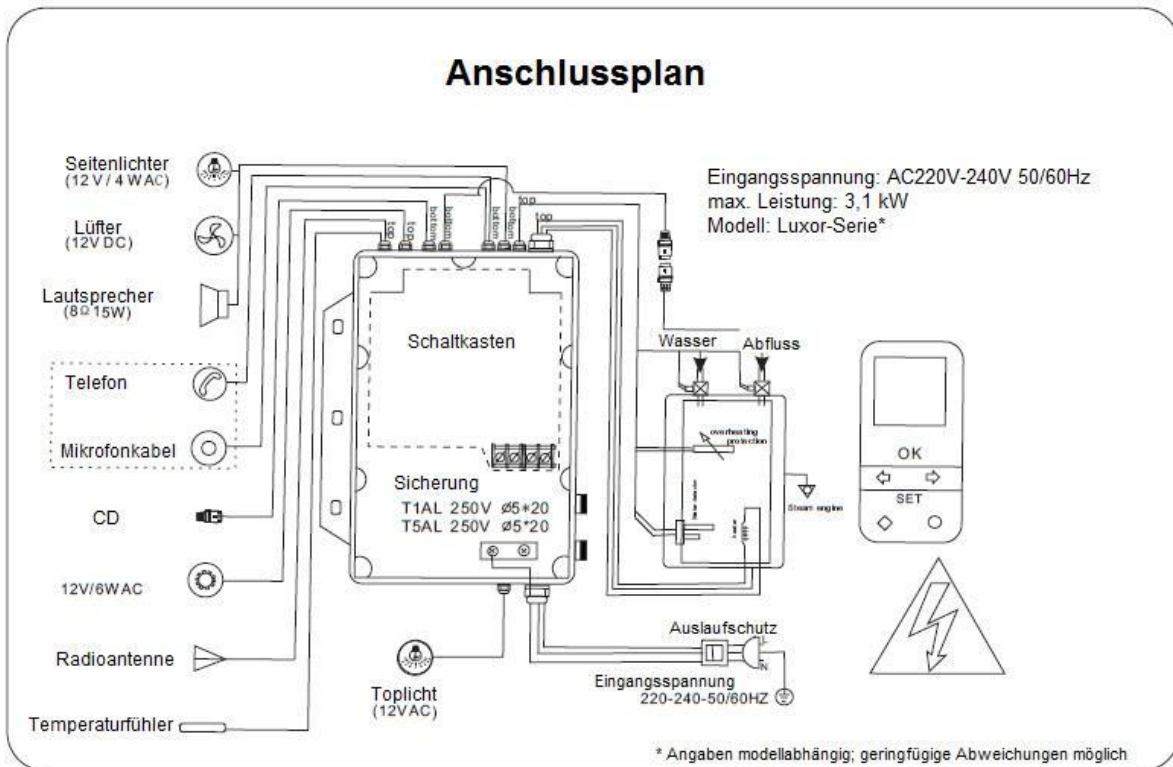 Anschlussplan
Seitenlichter
(12 V / 4 W AC)
Lüfter
(12V DC)
Lautsprecher
(8Ω 15W)
Telefon
Mikrofonkabel
CD
12V/6WAC
Radioantenne
Temperaturfühler
top
top
bottom
bottom
bottom
bottom
top
top
Eingangsspannung: AC220V-240V 50/60Hz
max. Leistung: 3,1 kW
Modell: Luxor-Serie*
Schaltkasten
Sicherung
T1AL 250V ø5*20
T5AL 250V ø5*20
Toplicht
(12VAC)
Wasser
Abfluss
overheating
protection
heater
Steam engine
OK
SET
Auslaufschutz
L
N
Eingangsspannung
220-240-50/60HZ
* Angaben modellabhängig; geringfügige Abweichungen möglich